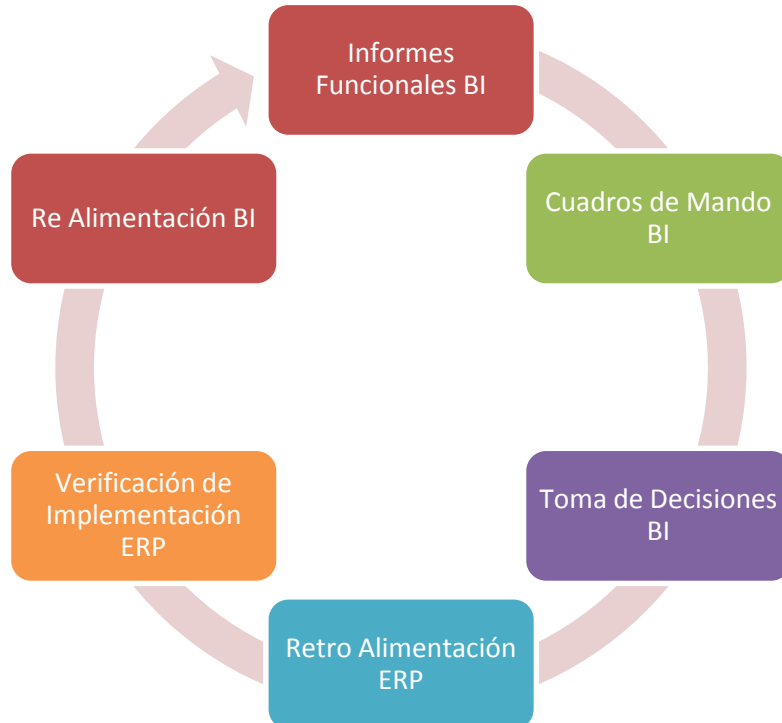 Informes
Funcionales BI
Cuadros de Mando
BI
Toma de Decisiones
BI
Retro Alimentación
ERP
Verificación de
Implementación
ERP
Re Alimentación BI